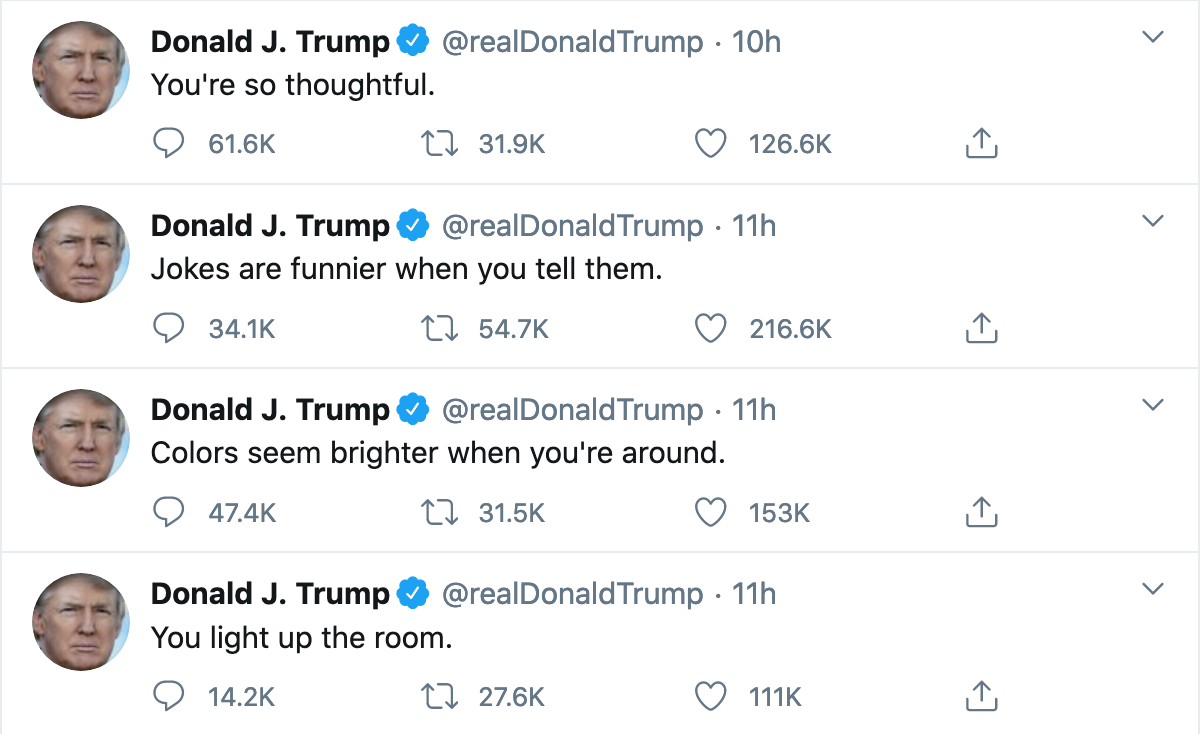 Donald J. Trump @realDonaldTrump · 10h
You're so thoughtful.
61.6K 31.9K 126.6K
Donald J. Trump @realDonaldTrump · 11h
Jokes are funnier when you tell them.
34.1K 54.7K 216.6K
Donald J. Trump @realDonaldTrump · 11h
Colors seem brighter when you're around.
47.4K 31.5K 153K
Donald J. Trump @realDonaldTrump · 11h
You light up the room.
14.2K 27.6K 111K